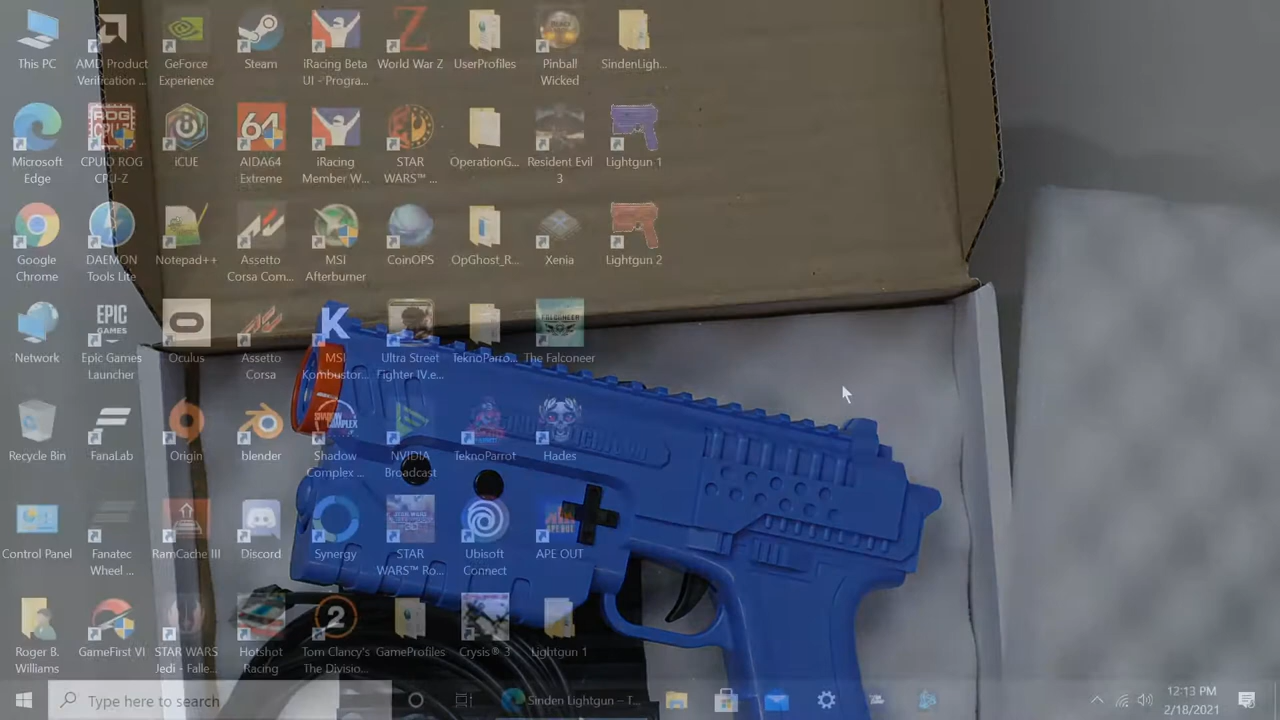 This PC
AMD Product
Verification ...
GeForce
Experience
Steam
iRacing Beta
UI - Progra...
World War Z
UserProfiles
Pinball
Wicked
SindenLigh...
Microsoft
Edge
CPUID ROG
CPU-Z
iCUE
64
AIDA64
Extreme
iRacing
Member W...
STAR
WARS™ ...
OperationG...
Resident Evil
3
Lightgun 1
Google
Chrome
DAEMON
Tools Lite
Notepad++
Assetto
Corsa Com...
MSI
Afterburner
CoinOPS
OpGhost_R...
Xenia
Lightgun 2
EPIC
GAMES
K
Network
Epic Games
Launcher
Oculus
Assetto
Corsa
MSI
Kombustor...
Ultra Street
Fighter IV.e...
TeknoParro...
The Falconeer
Recycle Bin
FanaLab
Origin
blender
Shadow
Complex ...
NVIDIA
Broadcast
TeknoParrot
Hades
Control Panel
Fanatec
Wheel ...
RamCache III
Discord
Synergy
STAR
WARS™ Ro...
Ubisoft
Connect
APE OUT
Roger B.
Williams
GameFirst VI
STAR WARS
Jedi - Falle...
Hotshot
Racing
2
Tom Clancy's
The Divisio...
GameProfiles
Crysis® 3
Lightgun 1
Type here to search
Sinden Lightgun - T...
12:13 PM
2/18/2021